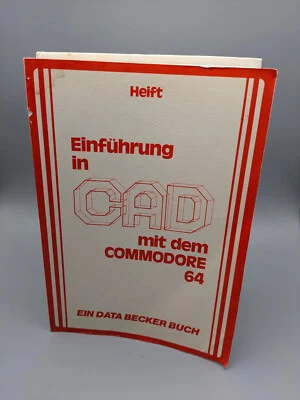 Heift
Einführung
in
CAD
mit dem
COMMODORE
64
EIN DATA BECKER BUCH